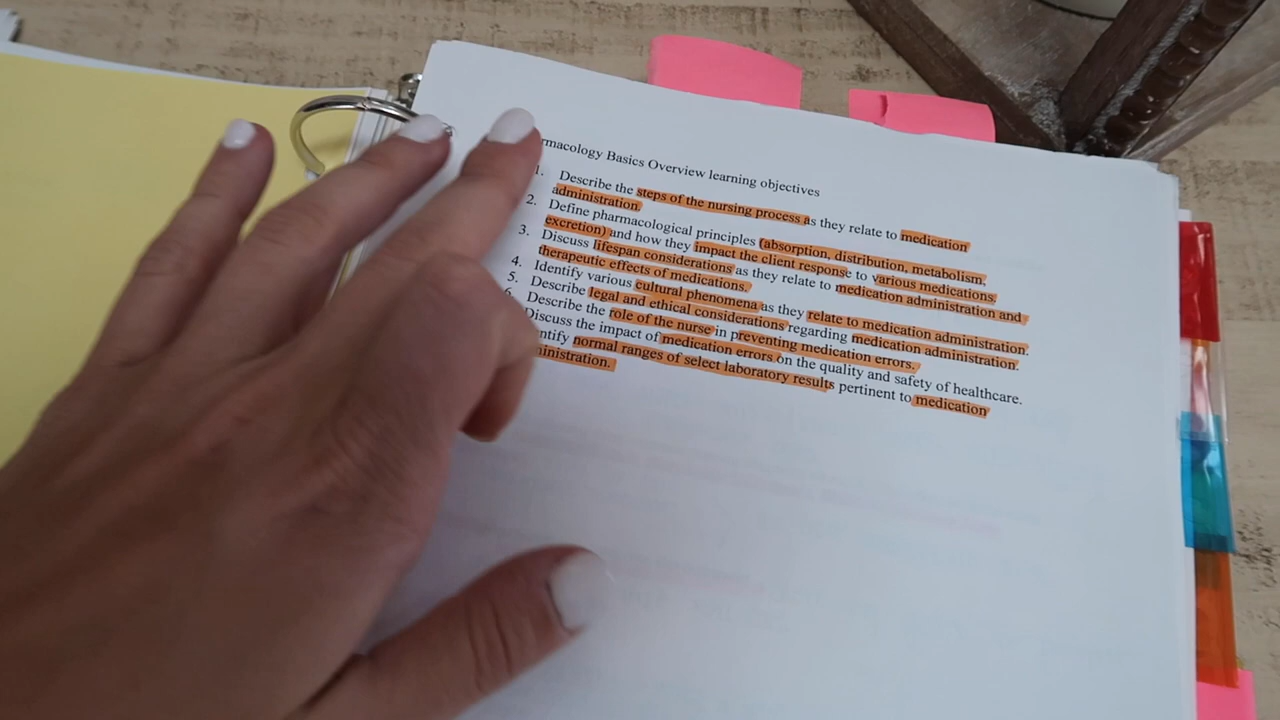 rmacology Basics Overview learning objectives
1. Describe the steps of the nursing process as they relate to medication
administration.
2. Define pharmacological principles (absorption, distribution, metabolism,
excretion) and how they impact the client response to various medications.
3. Discuss lifespan considerations as they relate to medication administration and
therapeutic effects of medications.
4. Identify various cultural phenomena as they relate to medication administration.
5. Describe legal and ethical considerations regarding medication administration.
6. Describe the role of the nurse in preventing medication errors.
Discuss the impact of medication errors on the quality and safety of healthcare.
ntify normal ranges of select laboratory results pertinent to medication
ministration.